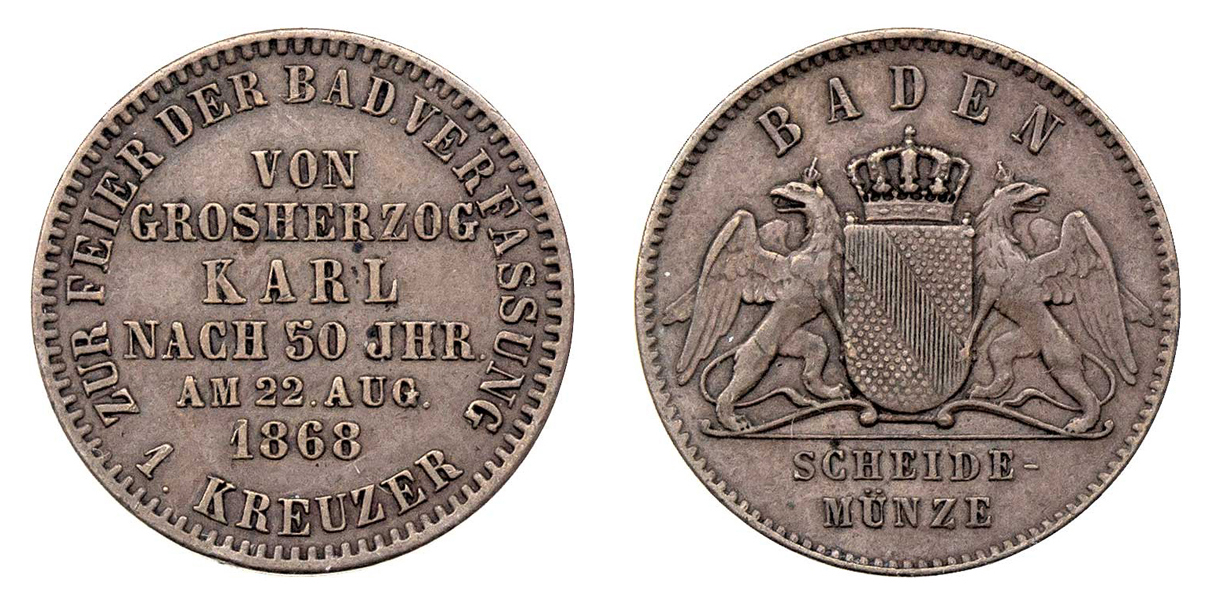 ZUR FEIER DER BAD. VERFASSUNG
VON
GROSHERZOG
KARL
NACH 50 JHR.
AM 22. AUG.
1868
1. KREUZER
BADEN
SCHEIDE-
MÜNZE